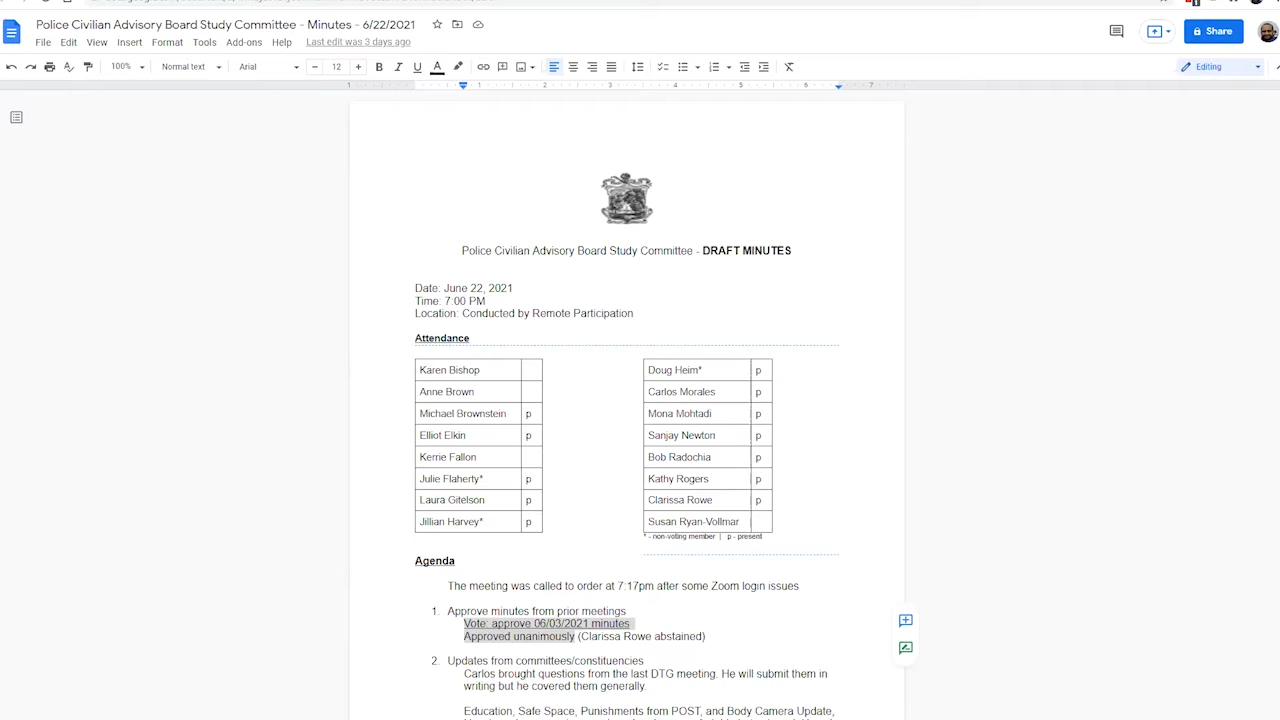 Police Civilian Advisory Board Study Committee - Minutes - 6/22/2021
File Edit View Insert Format Tools Add-ons Help Last edit was 3 days ago
Share
100% Normal text Arial 12 Editing
1 1 2 3 4 5 6 7
Police Civilian Advisory Board Study Committee - DRAFT MINUTES
Date: June 22, 2021
Time: 7:00 PM
Location: Conducted by Remote Participation
Attendance
Karen Bishop
Anne Brown
Michael Brownstein p
Elliot Elkin p
Kerrie Fallon
Julie Flaherty* p
Laura Gitelson p
Jillian Harvey* p
Doug Heim* p
Carlos Morales p
Mona Mohtadi p
Sanjay Newton p
Bob Radochia p
Kathy Rogers p
Clarissa Rowe p
Susan Ryan-Vollmar
* - non-voting member | p - present
Agenda
The meeting was called to order at 7:17pm after some Zoom login issues
1. Approve minutes from prior meetings
Vote: approve 06/03/2021 minutes
Approved unanimously (Clarissa Rowe abstained)
2. Updates from committees/constituencies
Carlos brought questions from the last DTG meeting. He will submit them in
writing but he covered them generally.
Education, Safe Space, Punishments from POST, and Body Camera Update,